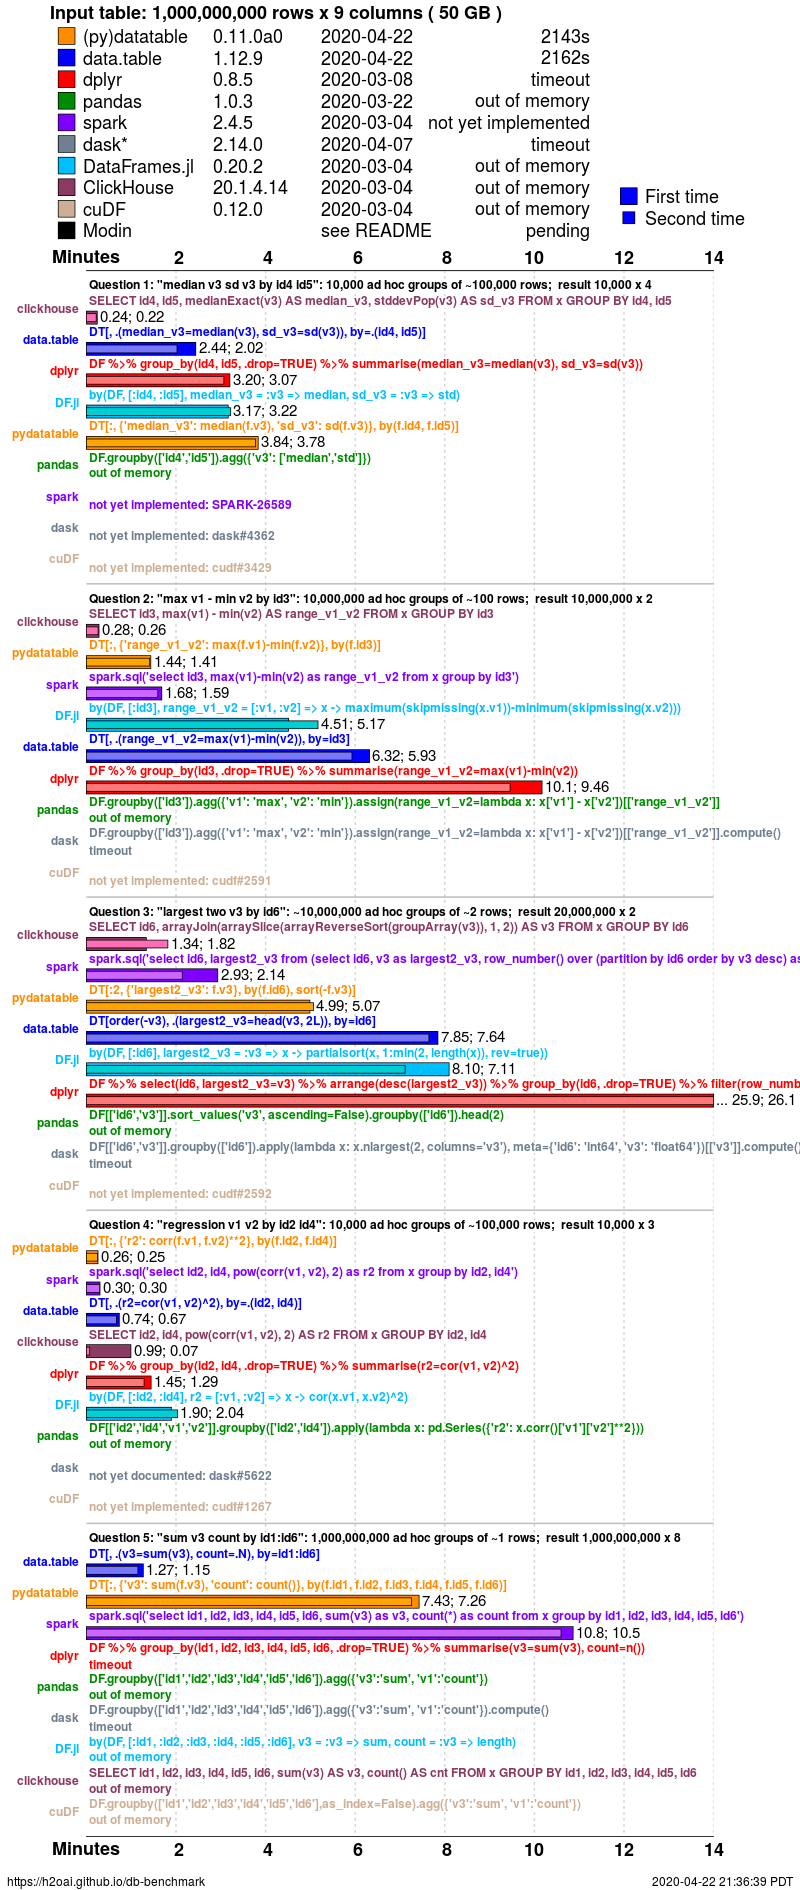 Input table: 1,000,000,000 rows x 9 columns ( 50 GB )
(py)datatable 0.11.0a0 2020-04-22 2143s
data.table 1.12.9 2020-04-22 2162s
dplyr 0.8.5 2020-03-08 timeout
pandas 1.0.3 2020-03-22 out of memory
spark 2.4.5 2020-03-04 not yet implemented
dask* 2.14.0 2020-04-07 timeout
DataFrames.jl 0.20.2 2020-03-04 out of memory
ClickHouse 20.1.4.14 2020-03-04 out of memory
cuDF 0.12.0 2020-03-04 out of memory
Modin see README pending
First time
Second time
Minutes 2 4 6 8 10 12 14
Question 1: "median v3 sd v3 by id4 id5": 10,000 ad hoc groups of ~100,000 rows; result 10,000 x 4
SELECT id4, id5, medianExact(v3) AS median_v3, stddevPop(v3) AS sd_v3 FROM x GROUP BY id4, id5
clickhouse 0.24; 0.22
DT[, .(median_v3=median(v3), sd_v3=sd(v3)), by=.(id4, id5)]
data.table 2.44; 2.02
DF %>% group_by(id4, id5, .drop=TRUE) %>% summarise(median_v3=median(v3), sd_v3=sd(v3))
dplyr 3.20; 3.07
by(DF, [:id4, :id5], median_v3 = :v3 => median, sd_v3 = :v3 => std)
DF.jl 3.17; 3.22
DT[:, {'median_v3': median(f.v3), 'sd_v3': sd(f.v3)}, by(f.id4, f.id5)]
pydatatable 3.84; 3.78
DF.groupby(['id4','id5']).agg({'v3': ['median','std']})
pandas out of memory
spark not yet implemented: SPARK-26589
dask not yet implemented: dask#4362
cuDF not yet implemented: cudf#3429
Question 2: "max v1 - min v2 by id3": 10,000,000 ad hoc groups of ~100 rows; result 10,000,000 x 2
SELECT id3, max(v1) - min(v2) AS range_v1_v2 FROM x GROUP BY id3
clickhouse 0.28; 0.26
DT[:, {'range_v1_v2': max(f.v1)-min(f.v2)}, by(f.id3)]
pydatatable 1.44; 1.41
spark.sql('select id3, max(v1)-min(v2) as range_v1_v2 from x group by id3')
spark 1.68; 1.59
by(DF, [:id3], range_v1_v2 = [:v1, :v2] => x -> maximum(skipmissing(x.v1))-minimum(skipmissing(x.v2)))
DF.jl 4.51; 5.17
DT[, .(range_v1_v2=max(v1)-min(v2)), by=id3]
data.table 6.32; 5.93
DF %>% group_by(id3, .drop=TRUE) %>% summarise(range_v1_v2=max(v1)-min(v2))
dplyr 10.1; 9.46
DF.groupby(['id3']).agg({'v1': 'max', 'v2': 'min'}).assign(range_v1_v2=lambda x: x['v1'] - x['v2'])[['range_v1_v2']]
pandas out of memory
DF.groupby(['id3']).agg({'v1': 'max', 'v2': 'min'}).assign(range_v1_v2=lambda x: x['v1'] - x['v2'])[['range_v1_v2']].compute()
dask timeout
cuDF not yet implemented: cudf#2591
Question 3: "largest two v3 by id6": ~10,000,000 ad hoc groups of ~2 rows; result 20,000,000 x 2
SELECT id6, arrayJoin(arraySlice(arrayReverseSort(groupArray(v3)), 1, 2)) AS v3 FROM x GROUP BY id6
clickhouse 1.34; 1.82
spark.sql('select id6, largest2_v3 from (select id6, v3 as largest2_v3, row_number() over (partition by id6 order by v3 desc) as
spark 2.93; 2.14
DT[:2, {'largest2_v3': f.v3}, by(f.id6), sort(-f.v3)]
pydatatable 4.99; 5.07
DT[order(-v3), .(largest2_v3=head(v3, 2L)), by=id6]
data.table 7.85; 7.64
by(DF, [:id6], largest2_v3 = :v3 => x -> partialsort(x, 1:min(2, length(x)), rev=true))
DF.jl 8.10; 7.11
DF %>% select(id6, largest2_v3=v3) %>% arrange(desc(largest2_v3)) %>% group_by(id6, .drop=TRUE) %>% filter(row_numb
dplyr ... 25.9; 26.1
DF[['id6','v3']].sort_values('v3', ascending=False).groupby(['id6']).head(2)
pandas out of memory
DF[['id6','v3']].groupby(['id6']).apply(lambda x: x.nlargest(2, columns='v3'), meta={'id6': 'int64', 'v3': 'float64'})[['v3']].compute()
dask timeout
cuDF not yet implemented: cudf#2592
Question 4: "regression v1 v2 by id2 id4": 10,000 ad hoc groups of ~100,000 rows; result 10,000 x 3
DT[:, {'r2': corr(f.v1, f.v2)**2}, by(f.id2, f.id4)]
pydatatable 0.26; 0.25
spark.sql('select id2, id4, pow(corr(v1, v2), 2) as r2 from x group by id2, id4')
spark 0.30; 0.30
DT[, .(r2=cor(v1, v2)^2), by=.(id2, id4)]
data.table 0.74; 0.67
SELECT id2, id4, pow(corr(v1, v2), 2) AS r2 FROM x GROUP BY id2, id4
clickhouse 0.99; 0.07
DF %>% group_by(id2, id4, .drop=TRUE) %>% summarise(r2=cor(v1, v2)^2)
dplyr 1.45; 1.29
by(DF, [:id2, :id4], r2 = [:v1, :v2] => x -> cor(x.v1, x.v2)^2)
DF.jl 1.90; 2.04
DF[['id2','id4','v1','v2']].groupby(['id2','id4']).apply(lambda x: pd.Series({'r2': x.corr()['v1']['v2']**2}))
pandas out of memory
dask not yet documented: dask#5622
cuDF not yet implemented: cudf#1267
Question 5: "sum v3 count by id1:id6": 1,000,000,000 ad hoc groups of ~1 rows; result 1,000,000,000 x 8
DT[, .(v3=sum(v3), count=.N), by=id1:id6]
data.table 1.27; 1.15
DT[:, {'v3': sum(f.v3), 'count': count()}, by(f.id1, f.id2, f.id3, f.id4, f.id5, f.id6)]
pydatatable 7.43; 7.26
spark.sql('select id1, id2, id3, id4, id5, id6, sum(v3) as v3, count(*) as count from x group by id1, id2, id3, id4, id5, id6')
spark 10.8; 10.5
DF %>% group_by(id1, id2, id3, id4, id5, id6, .drop=TRUE) %>% summarise(v3=sum(v3), count=n())
dplyr timeout
DF.groupby(['id1','id2','id3','id4','id5','id6']).agg({'v3':'sum', 'v1':'count'})
pandas out of memory
DF.groupby(['id1','id2','id3','id4','id5','id6']).agg({'v3':'sum', 'v1':'count'}).compute()
dask timeout
by(DF, [:id1, :id2, :id3, :id4, :id5, :id6], v3 = :v3 => sum, count = :v3 => length)
DF.jl out of memory
SELECT id1, id2, id3, id4, id5, id6, sum(v3) AS v3, count() AS cnt FROM x GROUP BY id1, id2, id3, id4, id5, id6
clickhouse out of memory
DF.groupby(['id1','id2','id3','id4','id5','id6'],as_index=False).agg({'v3':'sum', 'v1':'count'})
cuDF out of memory
Minutes 2 4 6 8 10 12 14
https://h2oai.github.io/db-benchmark 2020-04-22 21:36:39 PDT